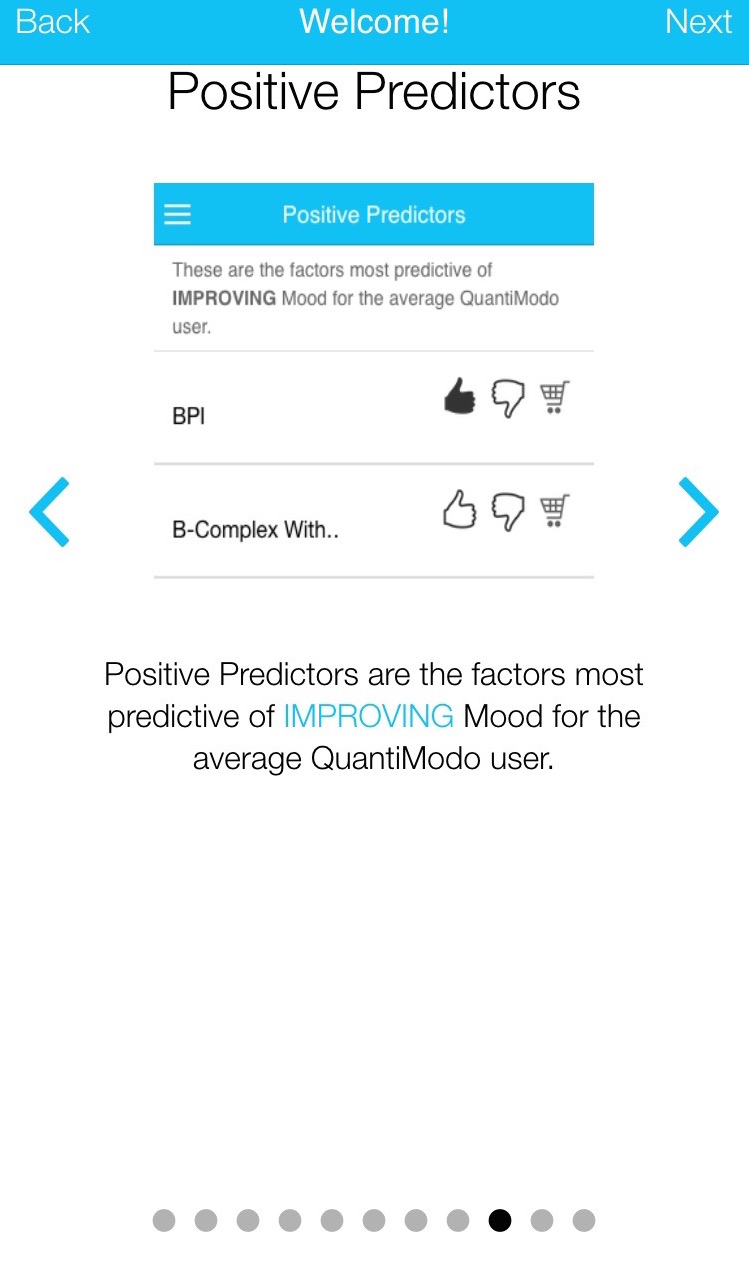 Back Welcome! Next
Positive Predictors
Positive Predictors
These are the factors most predictive of
IMPROVING Mood for the average QuantiModo
user.
BPI
B-Complex With..
Positive Predictors are the factors most
predictive of IMPROVING Mood for the
average QuantiModo user.